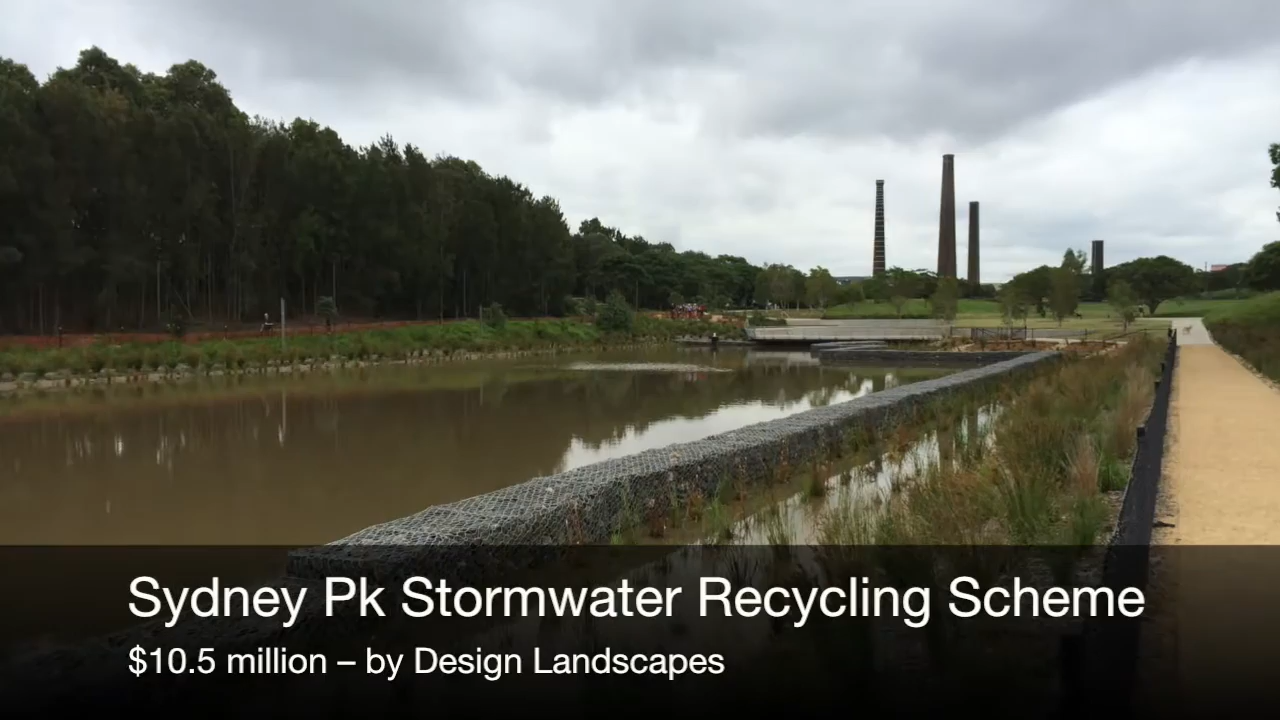 Sydney Pk Stormwater Recycling Scheme
$10.5 million – by Design Landscapes